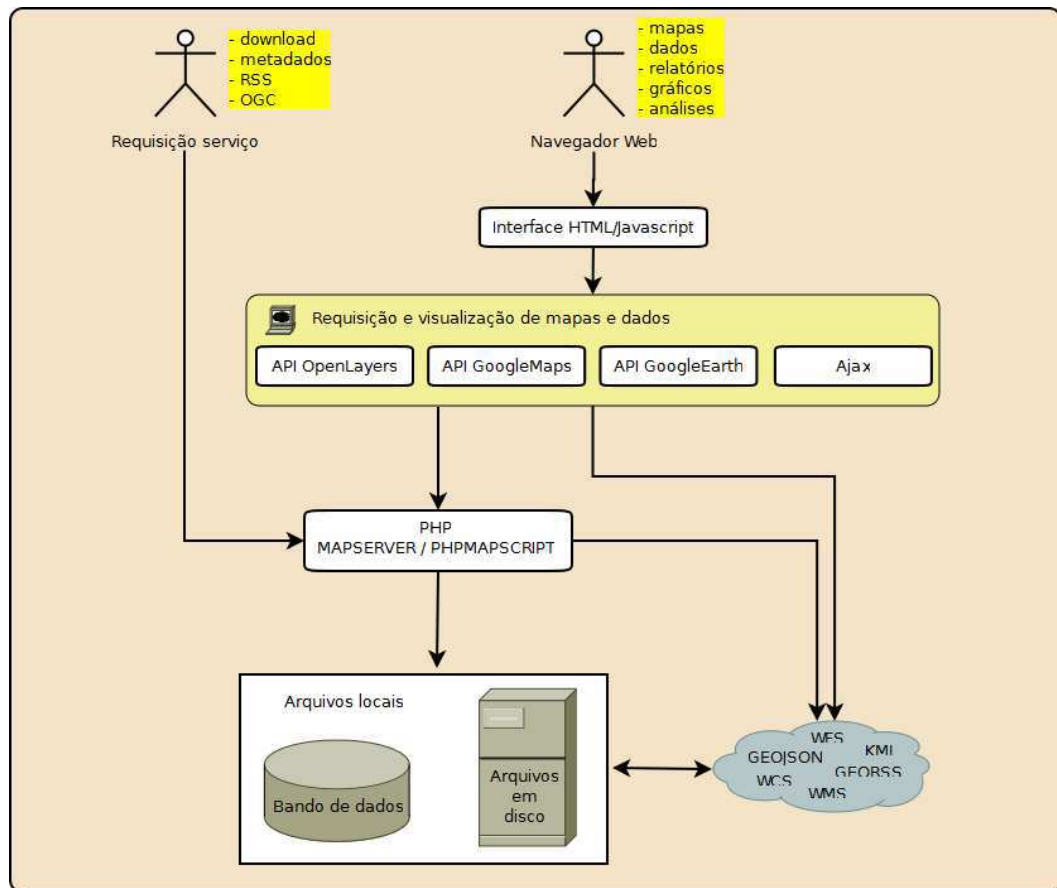 - download
- metadados
- RSS
- OGC
Requisição serviço
- mapas
- dados
- relatórios
- gráficos
- análises
Navegador Web
Interface HTML/Javascript
Requisição e visualização de mapas e dados
API OpenLayers
API GoogleMaps
API GoogleEarth
Ajax
PHP
MAPSERVER / PHPMAPSCRIPT
Arquivos locais
Bando de dados
Arquivos
em
disco
WFS
KML
GEOJSON
GEORSS
WCS
WMS